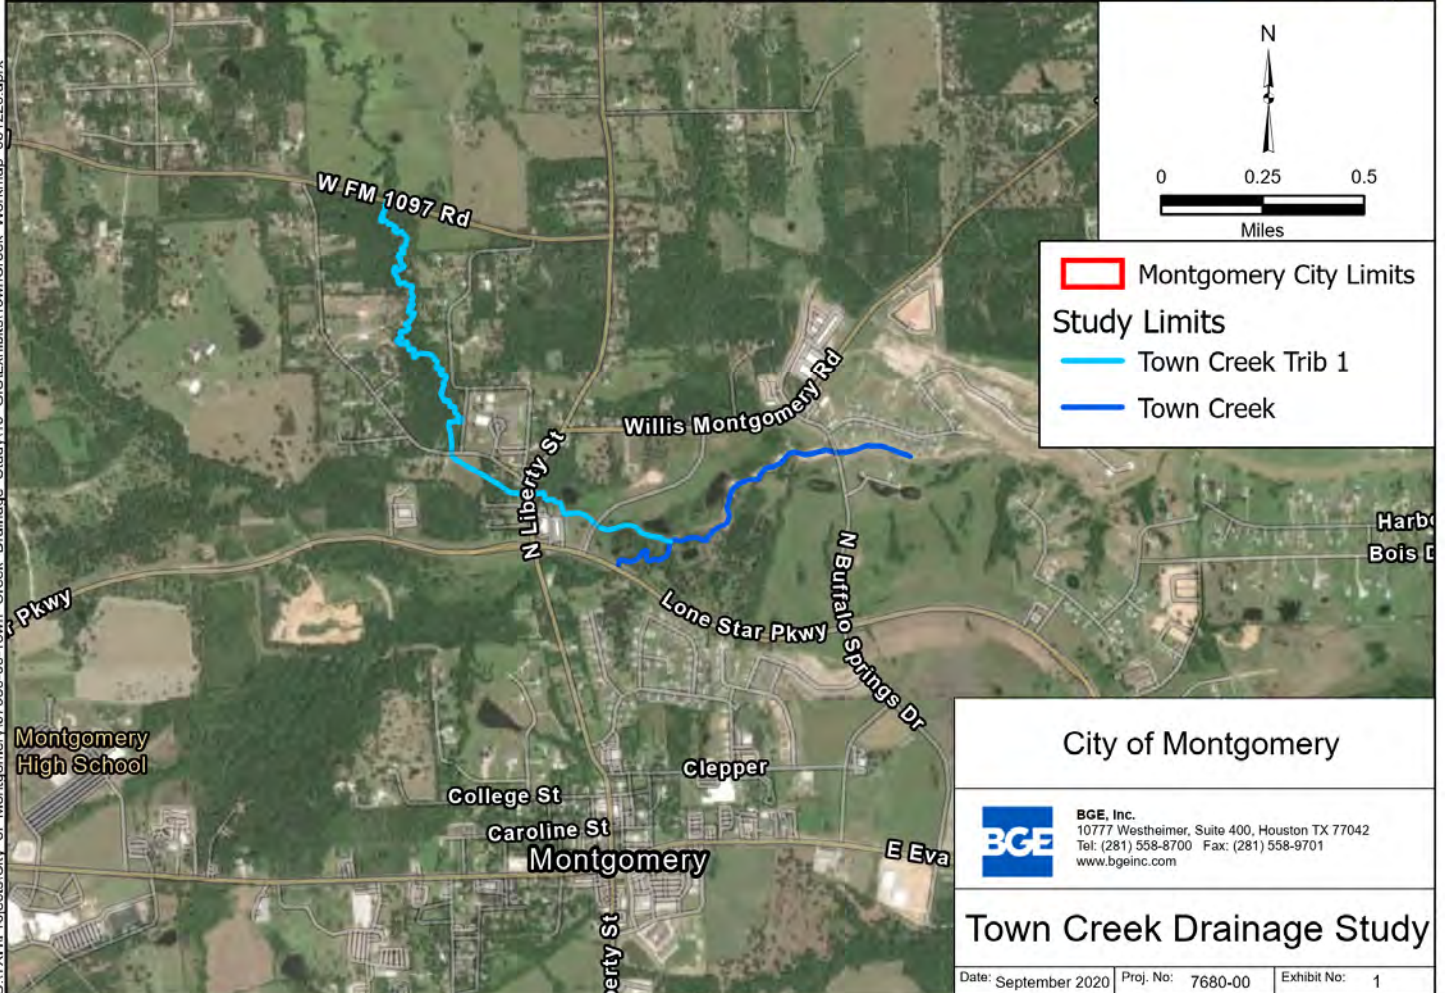 N
0 0.25 0.5
Miles
Montgomery City Limits
Study Limits
Town Creek Trib 1
Town Creek
W FM 1097 Rd
Willis Montgomery Rd
N Liberty St
Harbo
Bois D
N Buffalo Springs Dr
Lone Star Pkwy
r Pkwy
Montgomery
High School
Clepper
College St
Caroline St
Montgomery
E Eva
berty St
City of Montgomery
BGE
BGE, Inc.
10777 Westheimer, Suite 400, Houston TX 77042
Tel: (281) 558-8700 Fax: (281) 558-9701
www.bgeinc.com
Town Creek Drainage Study
Date: September 2020 Proj. No: 7680-00 Exhibit No: 1